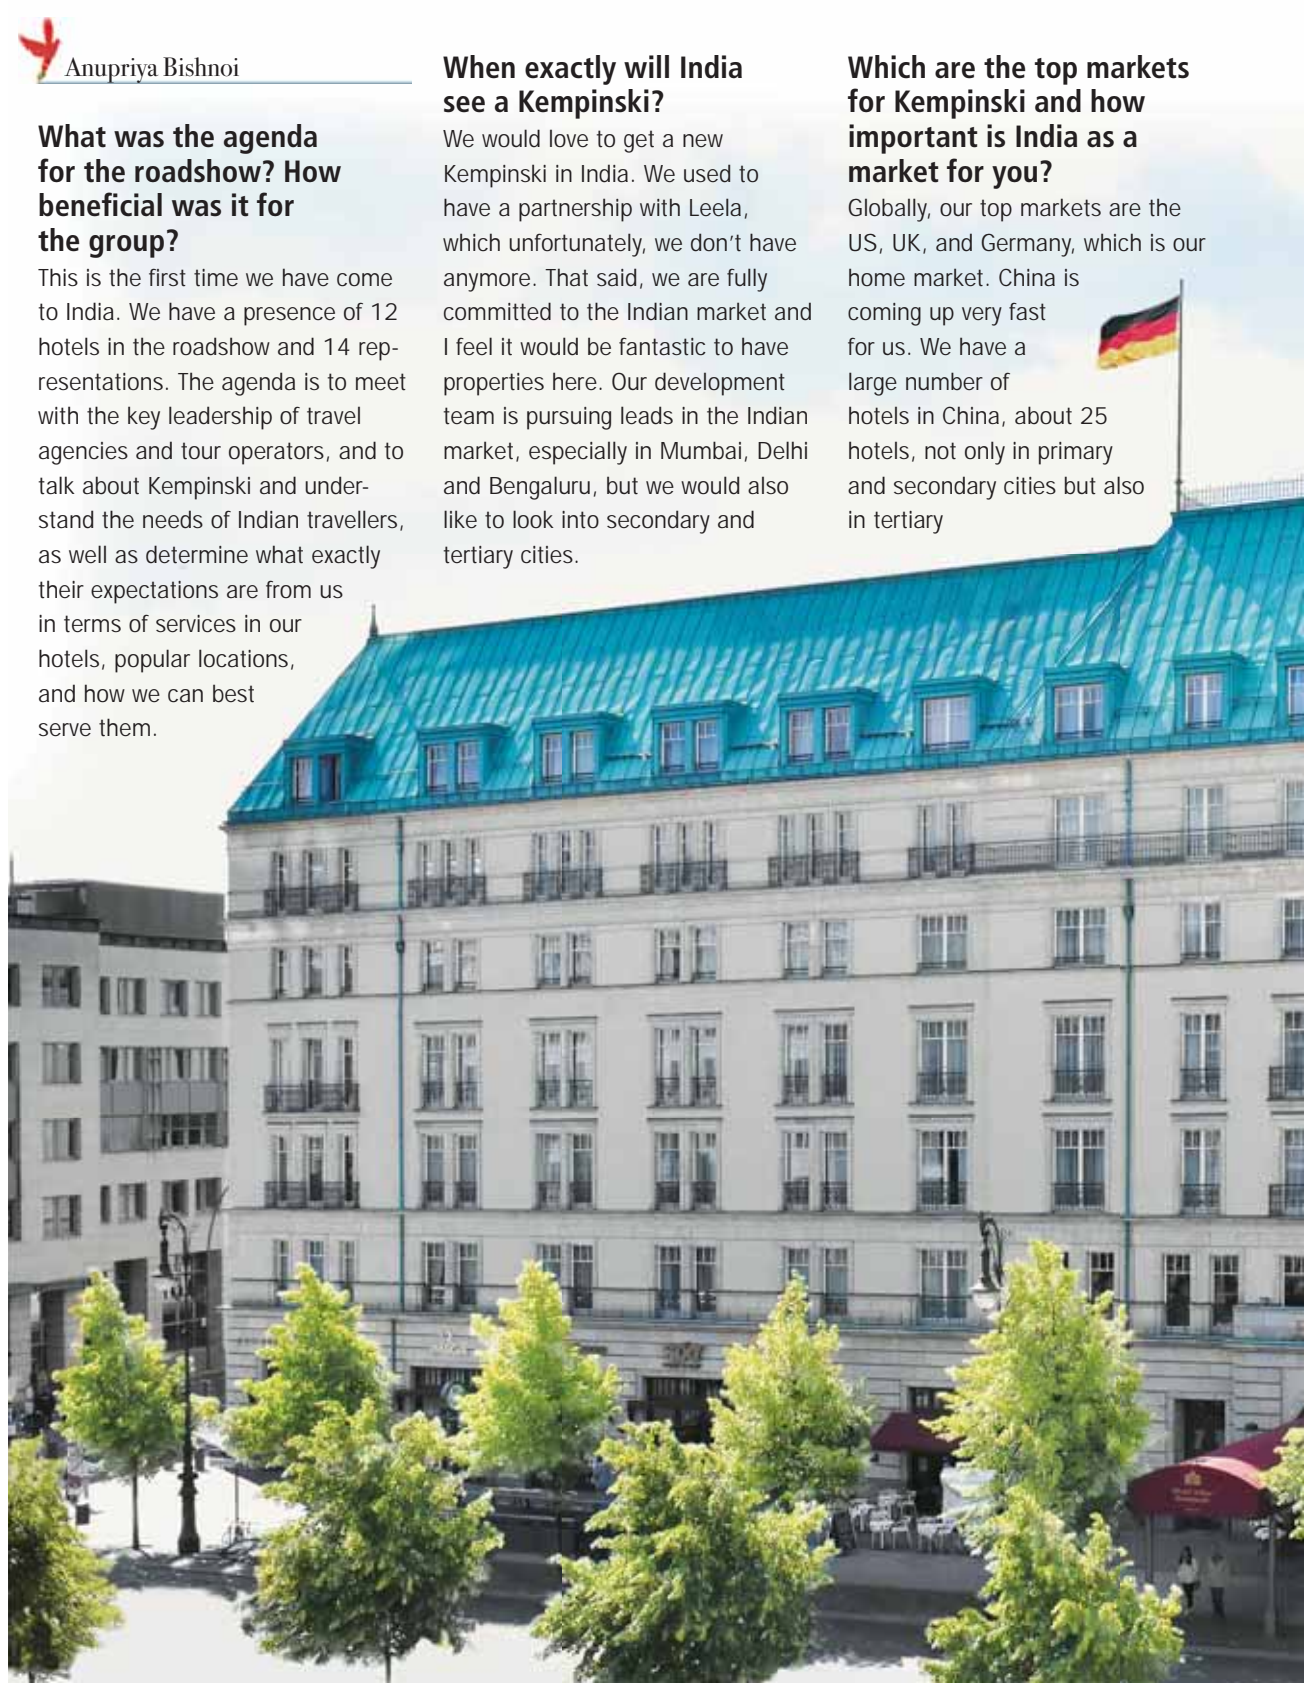 Anupriya Bishnoi
What was the agenda
for the roadshow? How
beneficial was it for
the group?
This is the first time we have come
to India. We have a presence of 12
hotels in the roadshow and 14 rep-
resentations. The agenda is to meet
with the key leadership of travel
agencies and tour operators, and to
talk about Kempinski and under-
stand the needs of Indian travellers,
as well as determine what exactly
their expectations are from us
in terms of services in our
hotels, popular locations,
and how we can best
serve them.
When exactly will India
see a Kempinski?
We would love to get a new
Kempinski in India. We used to
have a partnership with Leela,
which unfortunately, we don't have
anymore. That said, we are fully
committed to the Indian market and
I feel it would be fantastic to have
properties here. Our development
team is pursuing leads in the Indian
market, especially in Mumbai, Delhi
and Bengaluru, but we would also
like to look into secondary and
tertiary cities.
Which are the top markets
for Kempinski and how
important is India as a
market for you?
Globally, our top markets are the
US, UK, and Germany, which is our
home market. China is
coming up very fast
for us. We have a
large number of
hotels in China, about 25
hotels, not only in primary
and secondary cities but also
in tertiary